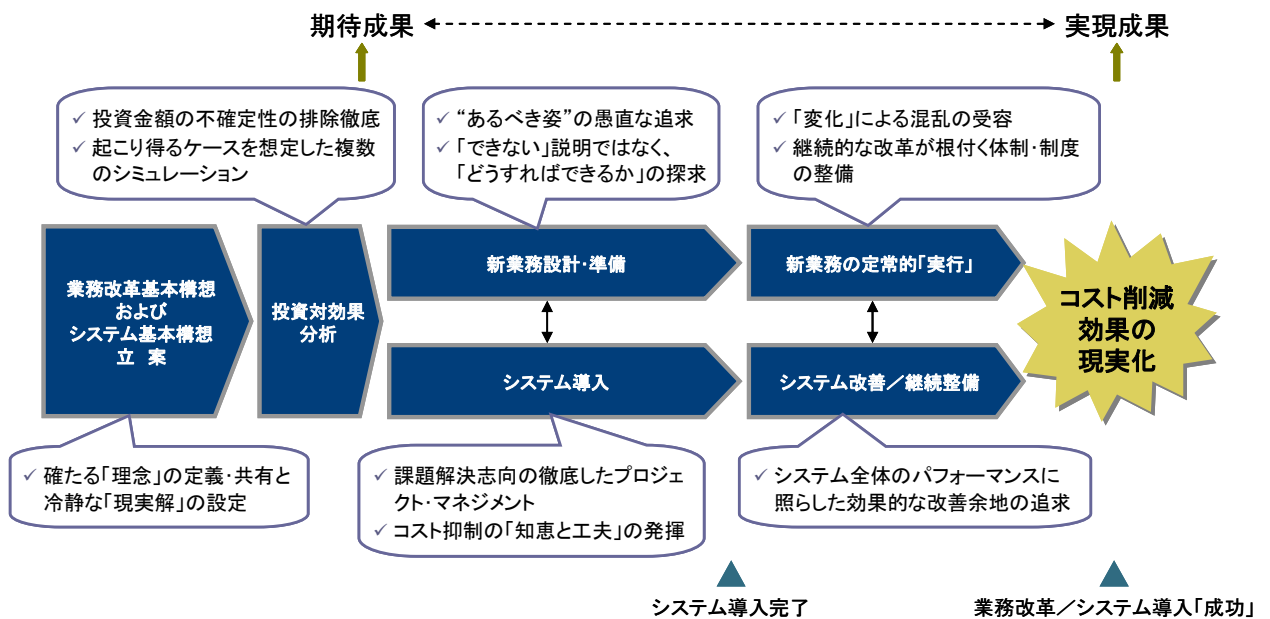 期待成果
実現成果
✓ 投資金額の不確定性の排除徹底
✓ 起こり得るケースを想定した複数
のシミュレーション
✓ “あるべき姿”の愚直な追求
✓ 「できない」説明ではなく、
「どうすればできるか」の探求
✓ 「変化」による混乱の受容
✓ 継続的な改革が根付く体制・制度
の整備
業務改革基本構想
および
システム基本構想
立　案
投資対効果
分析
新業務設計・準備
新業務の定常的「実行」
システム導入
システム改善／継続整備
コスト削減
効果の
現実化
✓ 確たる「理念」の定義・共有と
冷静な「現実解」の設定
✓ 課題解決志向の徹底したプロジェ
クト・マネジメント
✓ コスト抑制の「知恵と工夫」の発揮
✓ システム全体のパフォーマンスに
照らした効果的な改善余地の追求
システム導入完了
業務改革／システム導入「成功」